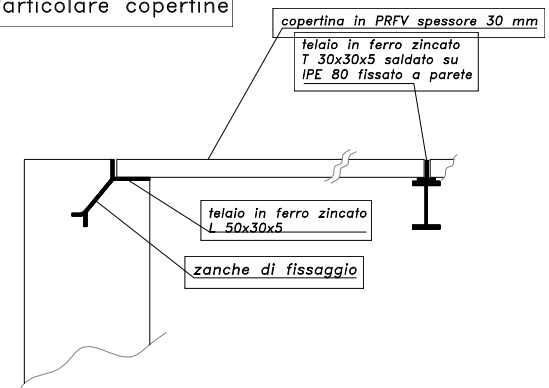 Particolare copertine
copertina in PRFV spessore 30 mm
telaio in ferro zincato
T 30x30x5 saldato su
IPE 80 fissato a parete
telaio in ferro zincato
L 50x30x5
zanche di fissaggio